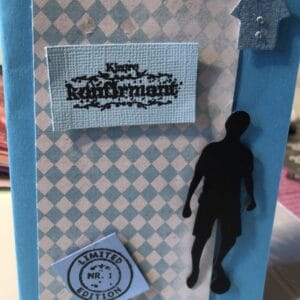 Kjære
konfirmant
LIMITED
NR. 1
EDITION